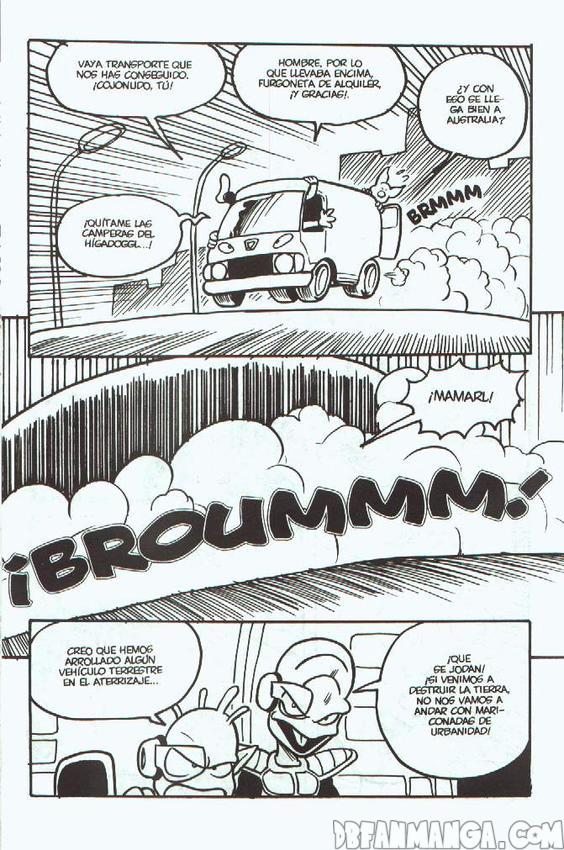 VAYA TRANSPORTE QUE
NOS HAS CONSEGUIDO.
¡COJONUDO, TÚ!
HOMBRE, POR LO
QUE LLEVABA ENCIMA,
FURGONETA DE ALQUILER,
¡Y GRACIAS!.
¿Y CON
ESO SE LLE-
GA BIEN A
AUSTRALIA?
¡QUÍTAME LAS
CAMPERAS DEL
HÍGADOGGL...!
BRMMM
¡MAMARL!
¡BROUMMM!
CREO QUE HEMOS
ARROLLADO ALGÚN
VEHÍCULO TERRESTRE
EN EL ATERRIZAJE...
¡QUE
SE JODAN!
¡SI VENIMOS A
DESTRUIR LA TIERRA,
NO NOS VAMOS A
ANDAR CON MARI-
CONADAS DE
URBANIDAD!
DBFANMANGA.COM